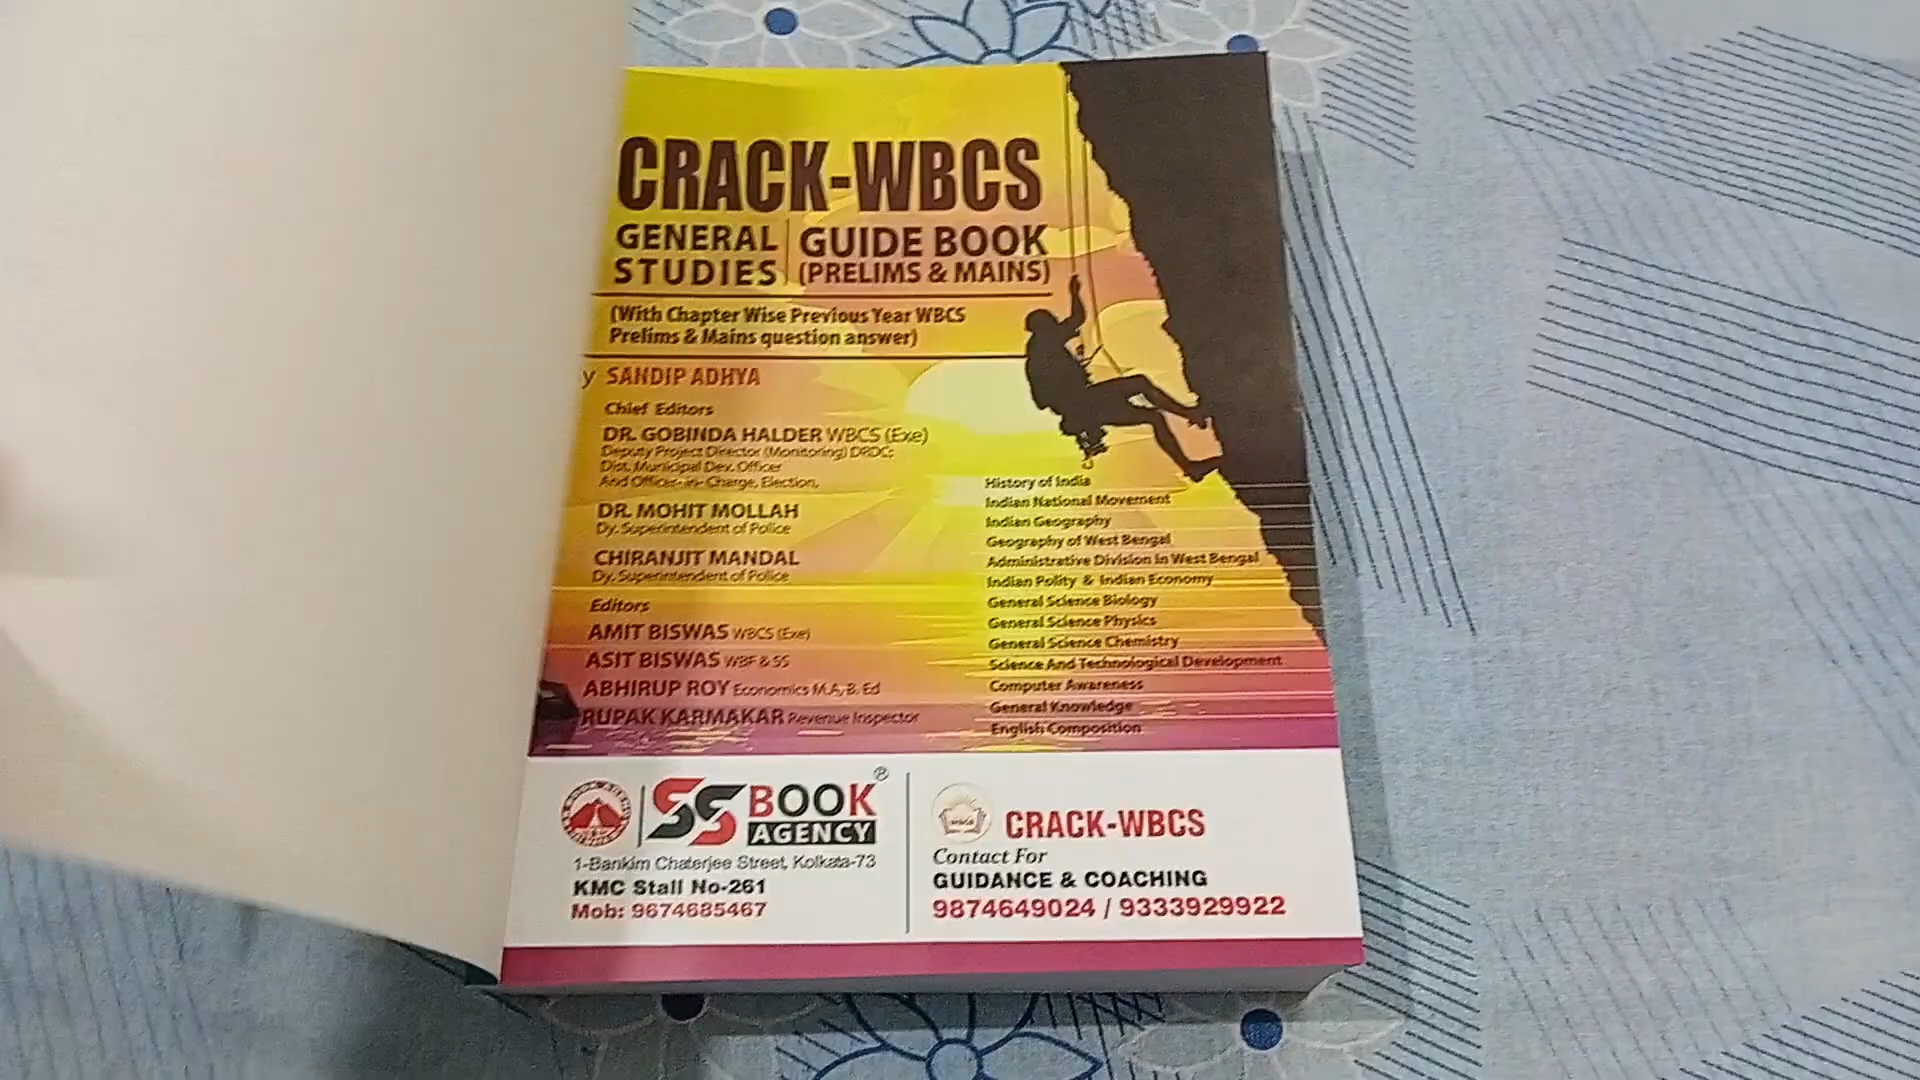 CRACK-WBCS
GENERAL STUDIES
GUIDE BOOK
(PRELIMS & MAINS)
(With Chapter Wise Previous Year WBCS
Prelims & Mains question answer)
y SANDIP ADHYA
Chief Editors
DR. GOBINDA HALDER WBCS (Exe)
Deputy Project Director (Monitoring) DRDC;
Dist. Municipal Dev. Officer
And Officer-in-Charge, Election,
DR. MOHIT MOLLAH
Dy. Superintendent of Police
CHIRANJIT MANDAL
Dy. Superintendent of Police
Editors
AMIT BISWAS WBCS (Exe)
ASIT BISWAS WBF & SS
ABHIRUP ROY Economics M.A, B. Ed
RUPAK KARMAKAR Revenue Inspector
History of India
Indian National Movement
Indian Geography
Geography of West Bengal
Administrative Division In West Bengal
Indian Polity & Indian Economy
General Science Biology
General Science Physics
General Science Chemistry
Science And Technological Development
Computer Awareness
General Knowledge
English Composition
SS BOOK ®
AGENCY
1-Bankim Chaterjee Street, Kolkata-73
KMC Stall No-261
Mob: 9674685467
CRACK-WBCS
Contact For
GUIDANCE & COACHING
9874649024 / 9333929922